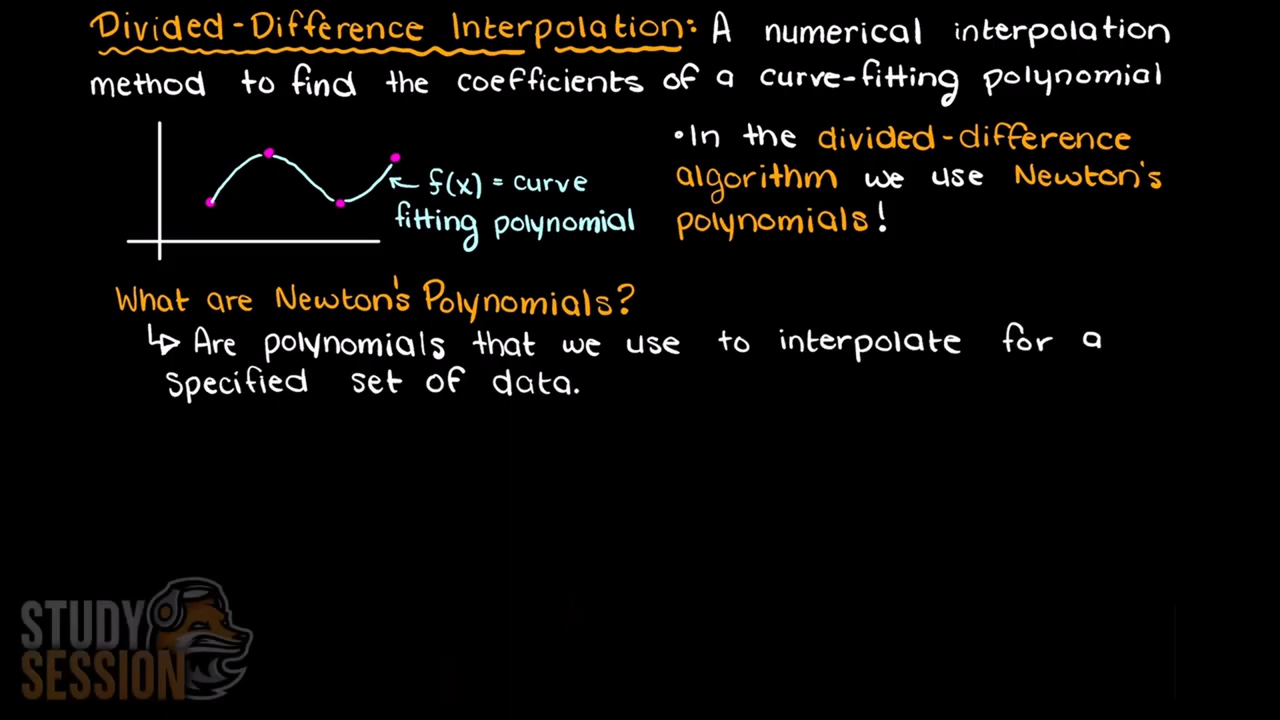 Divided-Difference Interpolation: A numerical interpolation
method to find the coefficients of a curve-fitting polynomial
f(x) = curve
fitting polynomial
•In the divided-difference
algorithm we use Newton's
polynomials!
What are Newton's Polynomials?
Are polynomials that we use to interpolate for a
specified set of data.
STUDY
SESSION